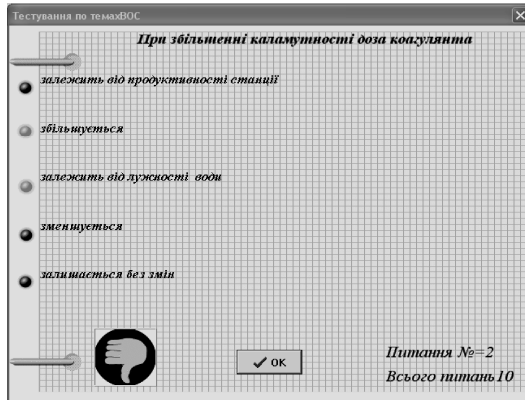 Тестування по темахВОС
При збільшенні каламутності доза коагулянта
залежить від продуктивності станції
збільшується
залежить від лужності води
зменшується
залишається без змін
OK
Питання №=2
Всього питань10